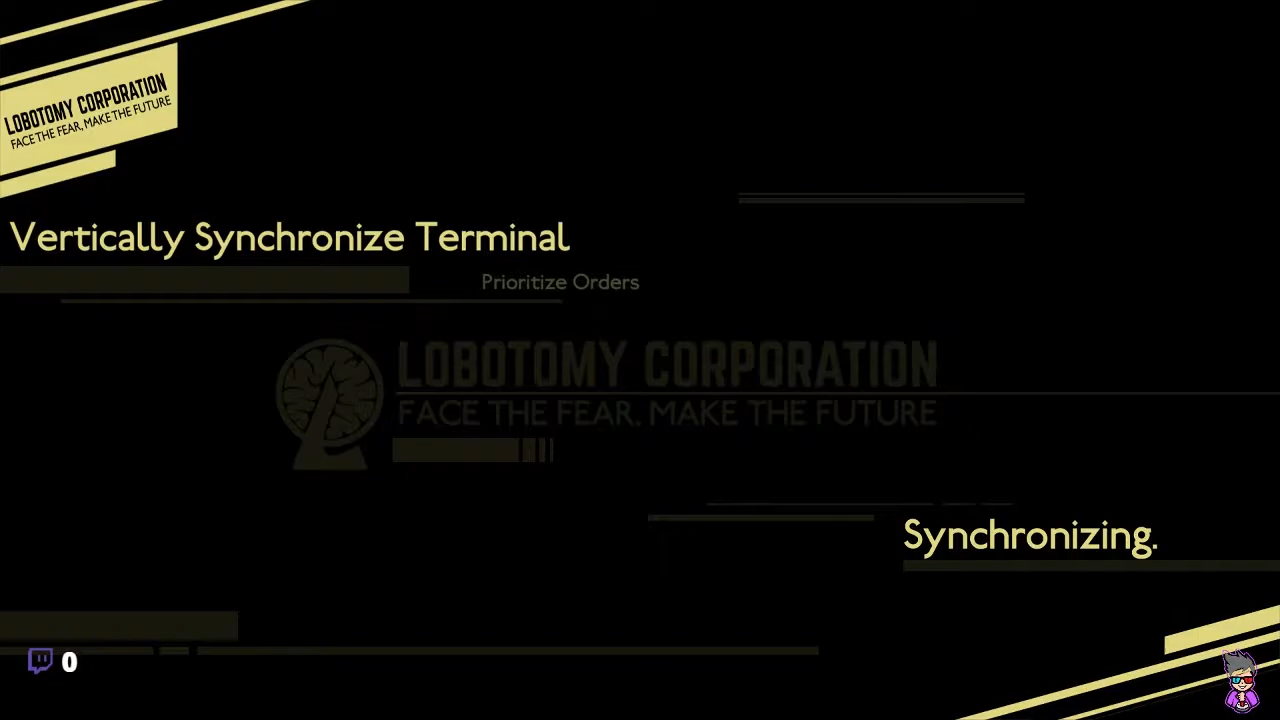 LOBOTOMY CORPORATION
FACE THE FEAR, MAKE THE FUTURE
Vertically Synchronize Terminal
Prioritize Orders
LOBOTOMY CORPORATION
FACE THE FEAR, MAKE THE FUTURE
Synchronizing.
0